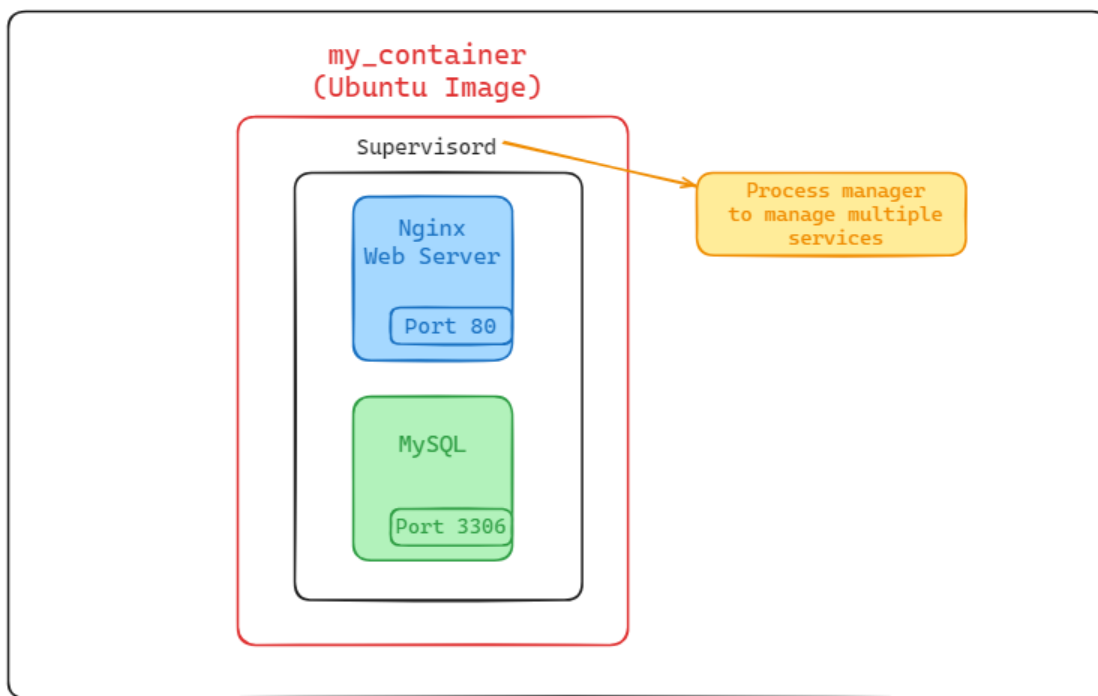 my_container
(Ubuntu Image)
Supervisord
Process manager
to manage multiple
services
Nginx
Web Server
Port 80
MySQL
Port 3306